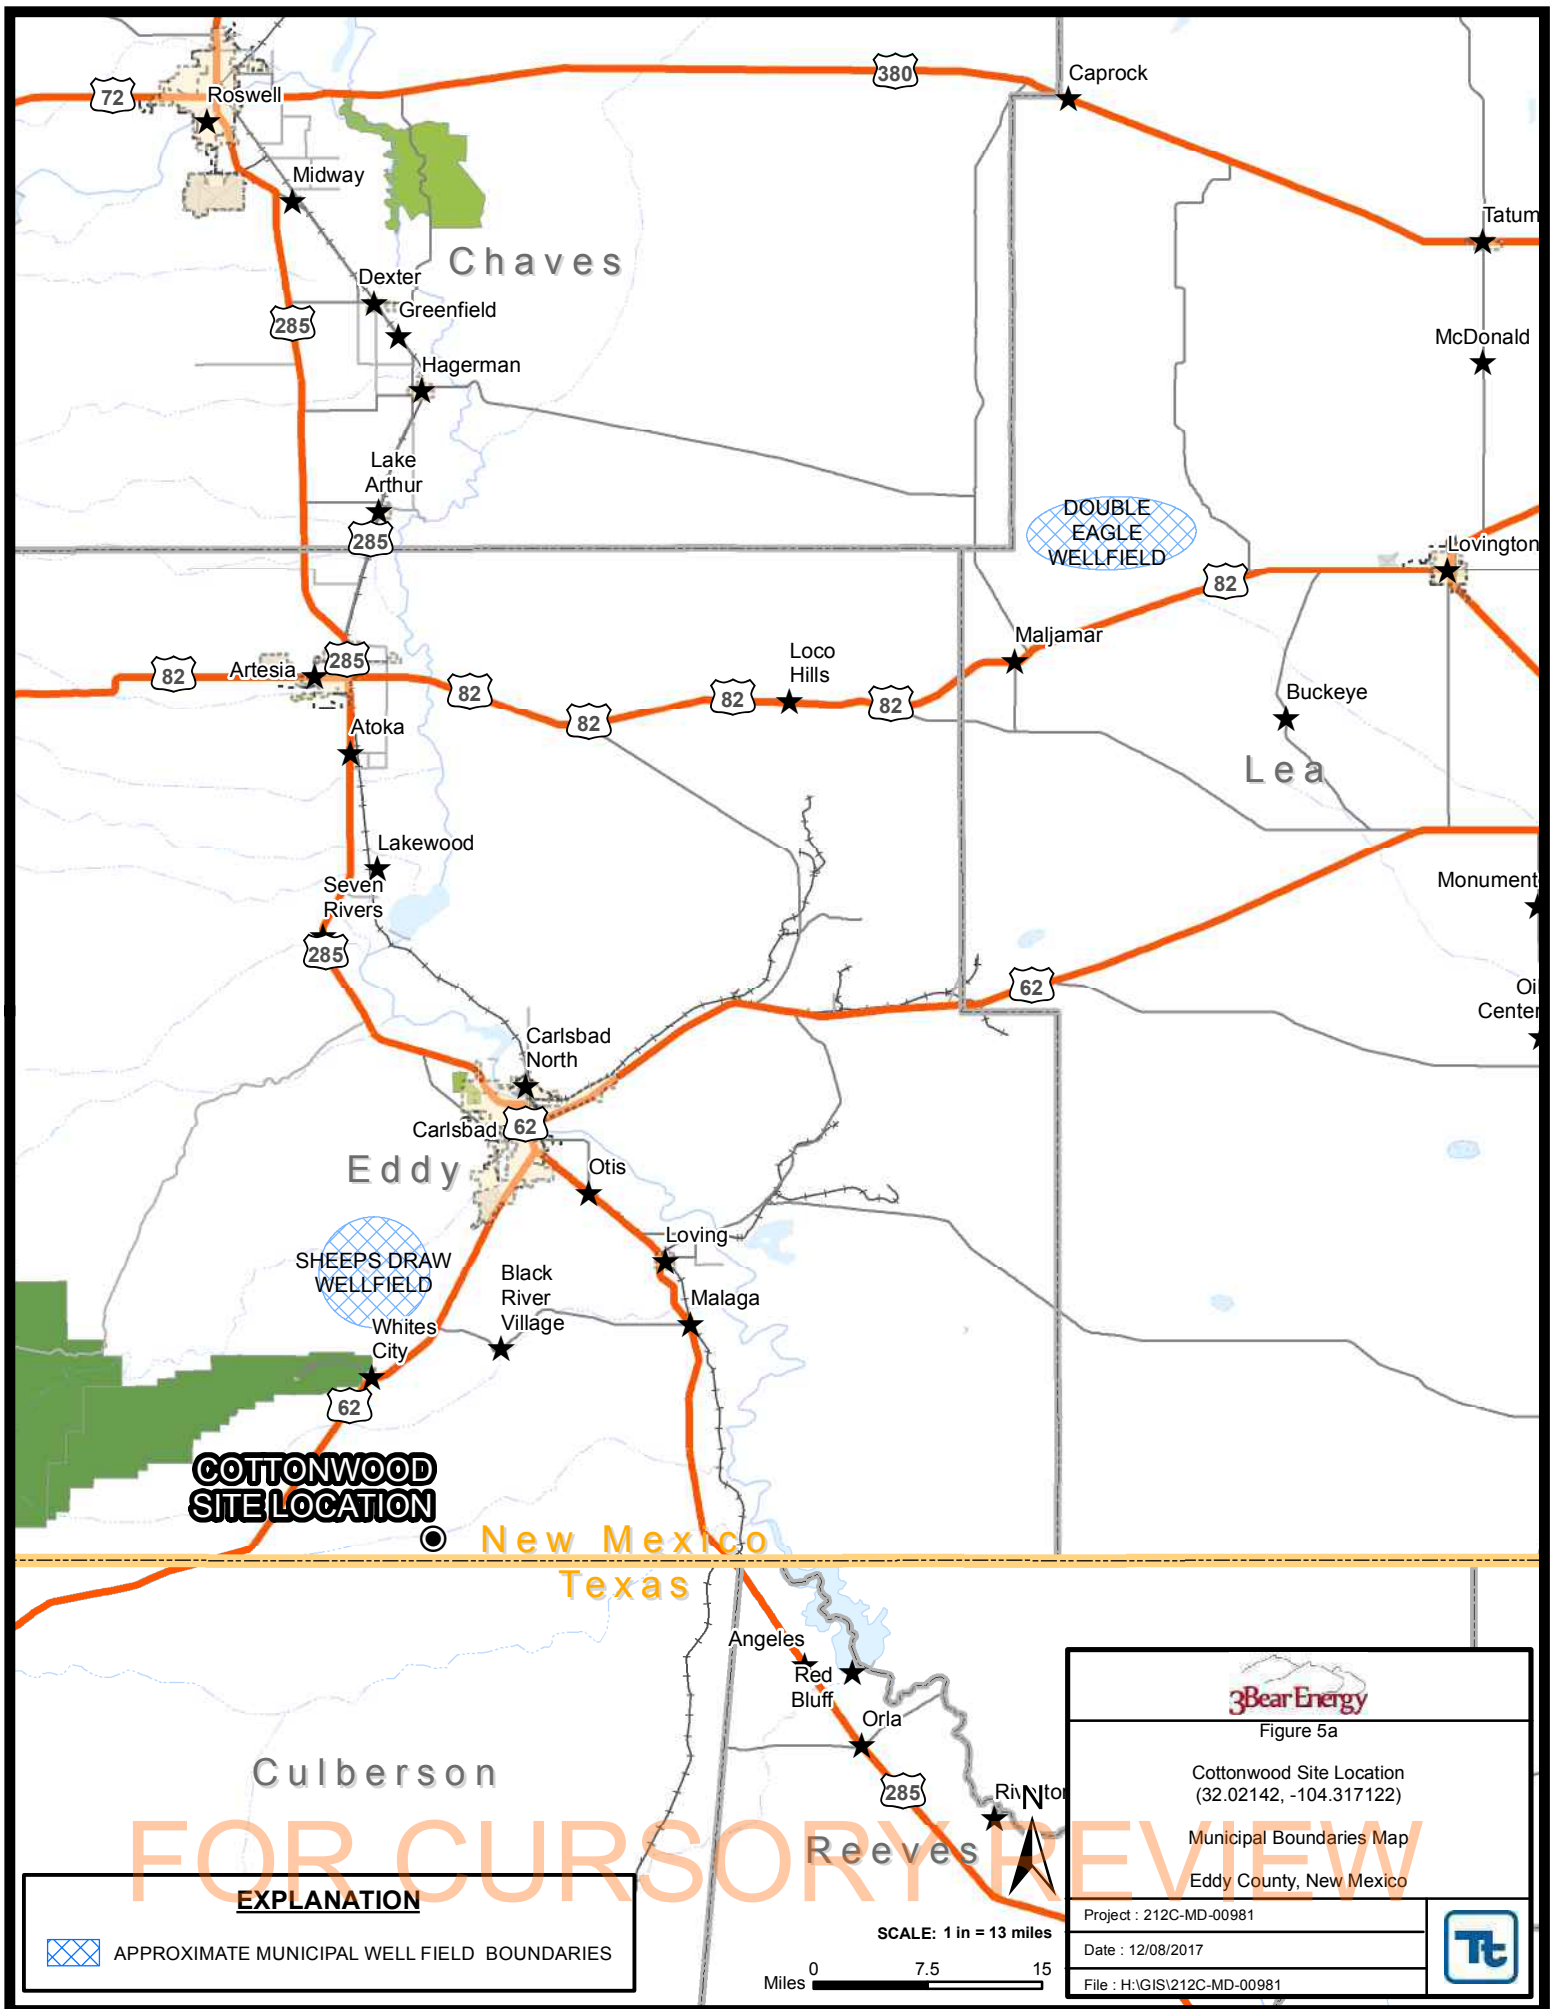 380
Caprock
72
Roswell
Midway
Tatum
Chaves
Dexter
Greenfield
285
McDonald
Hagerman
Lake
Arthur
285
DOUBLE
EAGLE
WELLFIELD
Lovington
82
Maljamar
Loco
Hills
285
Artesia
82
82
82
82
82
Buckeye
Atoka
Lea
Lakewood
Seven
Rivers
Monument
285
62
Oil
Center
Carlsbad
North
Carlsbad
62
Eddy
Otis
Loving
SHEEPS DRAW
WELLFIELD
Black
River
Village
Malaga
Whites
City
62
COTTONWOOD
SITE LOCATION
New Mexico
Texas
Angeles
Red
Bluff
Orla
Culberson
285
N
Reeves
FOR CURSORY REVIEW
EXPLANATION
APPROXIMATE MUNICIPAL WELL FIELD BOUNDARIES
SCALE: 1 in = 13 miles
0 7.5 15
Miles
3Bear Energy
Figure 5a
Cottonwood Site Location
(32.02142, -104.317122)
Municipal Boundaries Map
Eddy County, New Mexico
Project : 212C-MD-00981
Date : 12/08/2017
File : H:\GIS\212C-MD-00981
Tt